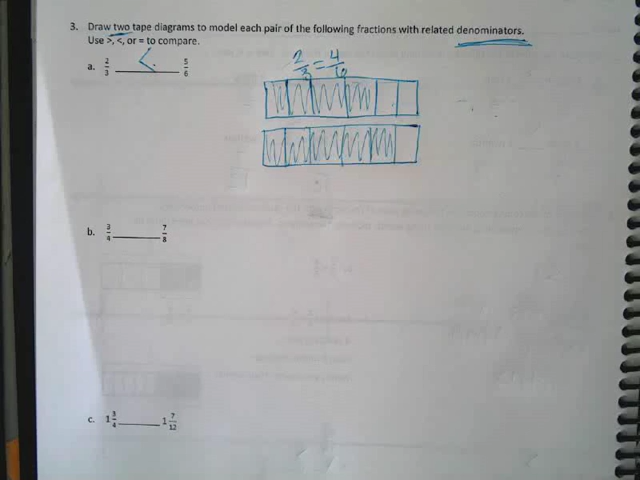 3. Draw two tape diagrams to model each pair of the following fractions with related denominators.
Use >, <, or = to compare.
2/3 = 4/6
a. 2/3 < 5/6
b. 3/4 ______ 7/8
c. 1 3/4 ______ 1 7/12